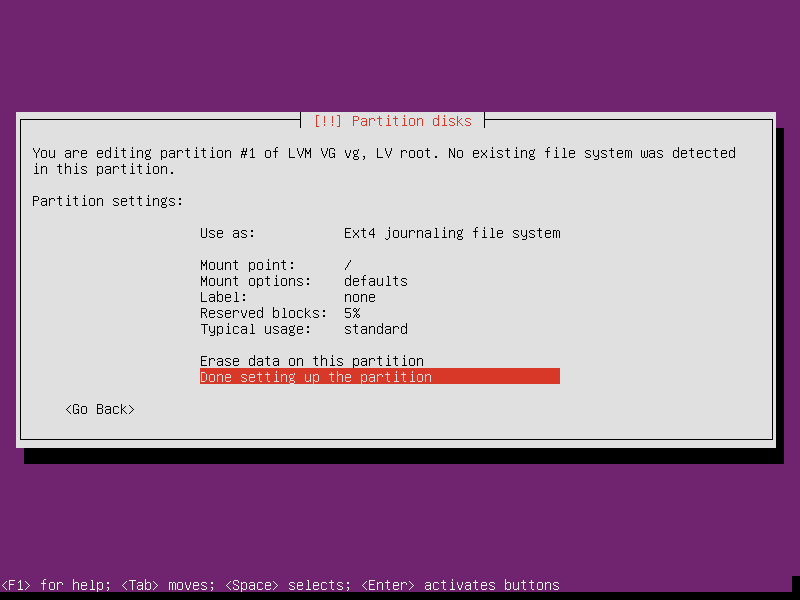 [!!] Partition disks
You are editing partition #1 of LVM VG vg, LV root. No existing file system was detected
in this partition.
Partition settings:
Use as: Ext4 journaling file system
Mount point: /
Mount options: defaults
Label: none
Reserved blocks: 5%
Typical usage: standard
Erase data on this partition
Done setting up the partition
<Go Back>
<F1> for help; <Tab> moves; <Space> selects; <Enter> activates buttons